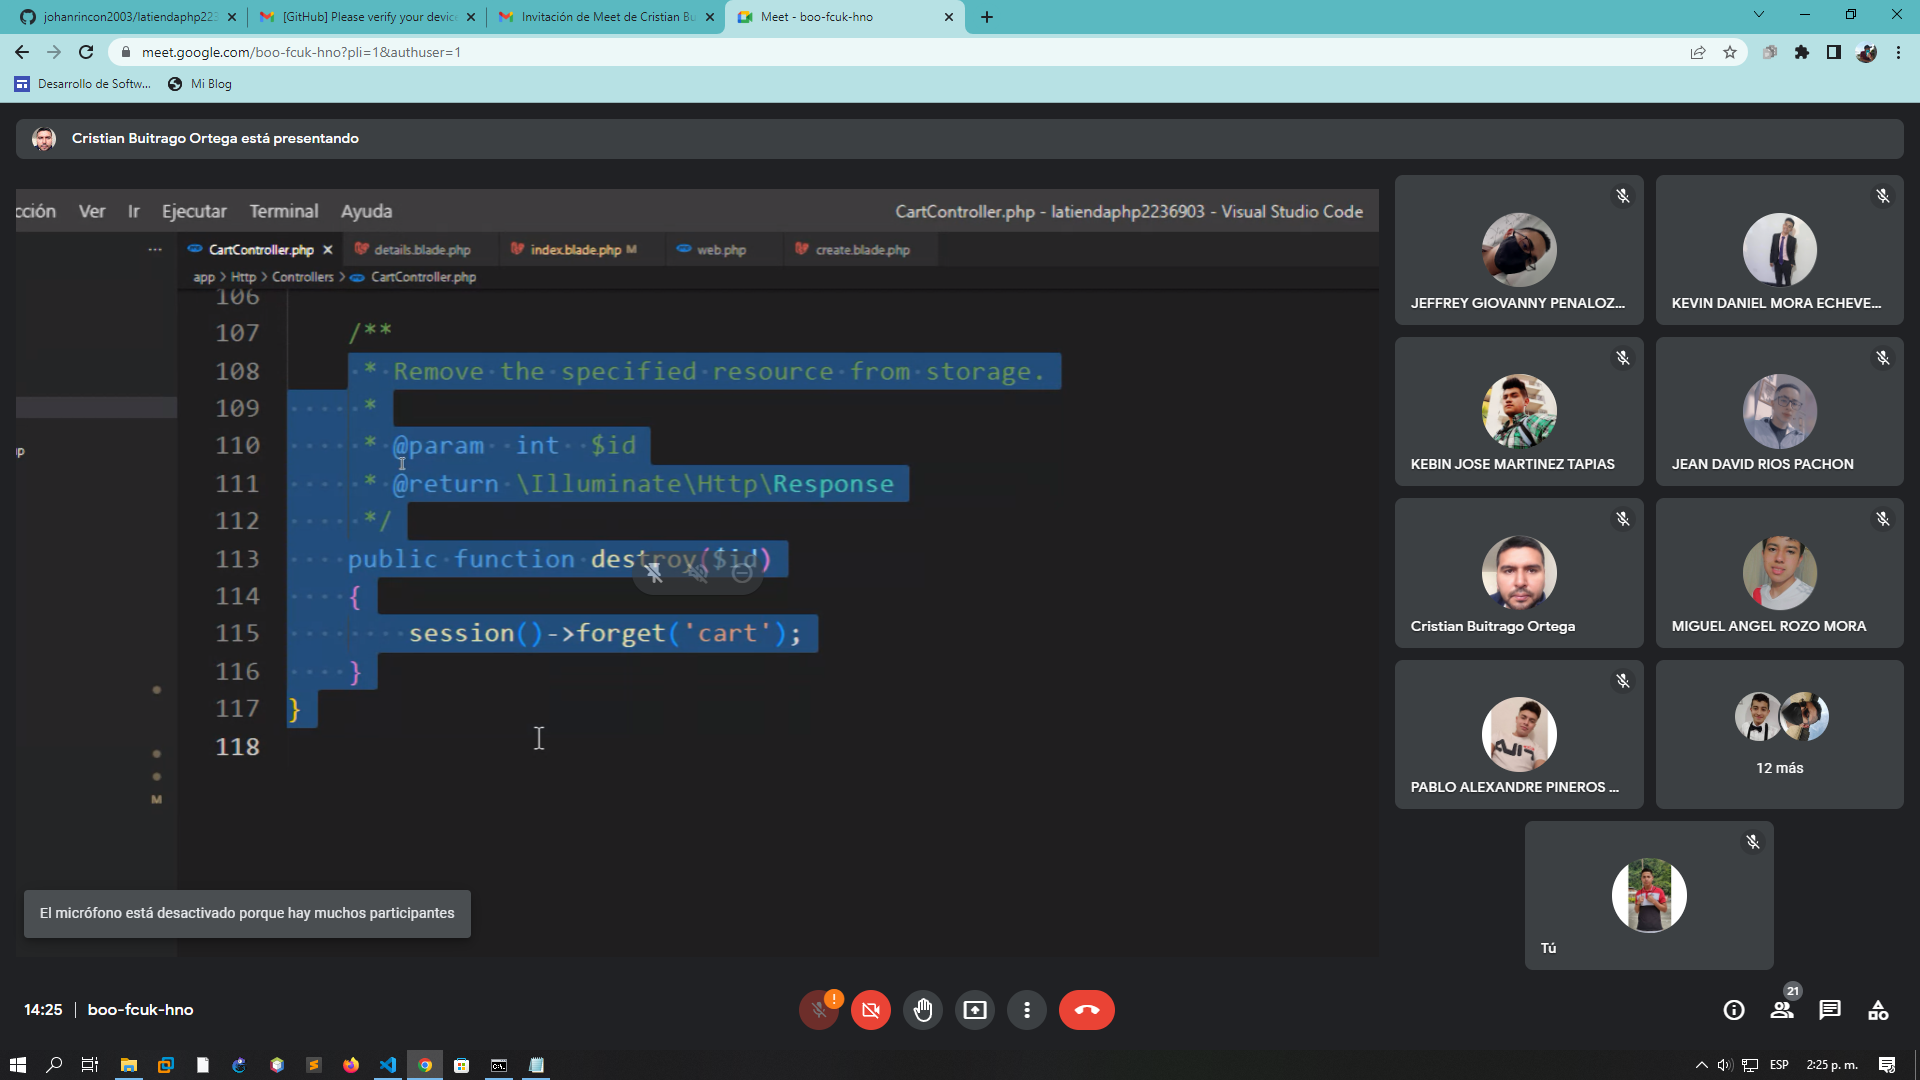 johanrincon2003/latiendaphp223
[GitHub] Please verify your device
Invitación de Meet de Cristian Bu
Meet - boo-fcuk-hno
meet.google.com/boo-fcuk-hno?pli=1&authuser=1
Desarrollo de Softw...
Mi Blog
Cristian Buitrago Ortega está presentando
cción Ver Ir Ejecutar Terminal Ayuda
CartController.php - latiendaphp2236903 - Visual Studio Code
CartController.php
details.blade.php
index.blade.php M
web.php
create.blade.php
app > Http > Controllers > CartController.php
106
107 /**
108 * Remove the specified resource from storage.
109 *
110 * @param int $id
111 * @return \Illuminate\Http\Response
112 */
113 public function destroy($id)
114 {
115 session()->forget('cart');
116 }
117 }
118
M
JEFFREY GIOVANNY PENALOZ...
KEVIN DANIEL MORA ECHEVE...
KEBIN JOSE MARTINEZ TAPIAS
JEAN DAVID RIOS PACHON
Cristian Buitrago Ortega
MIGUEL ANGEL ROZO MORA
PABLO ALEXANDRE PINEROS ...
12 más
Tú
El micrófono está desactivado porque hay muchos participantes
14:25 | boo-fcuk-hno
21
ESP
2:25 p. m.